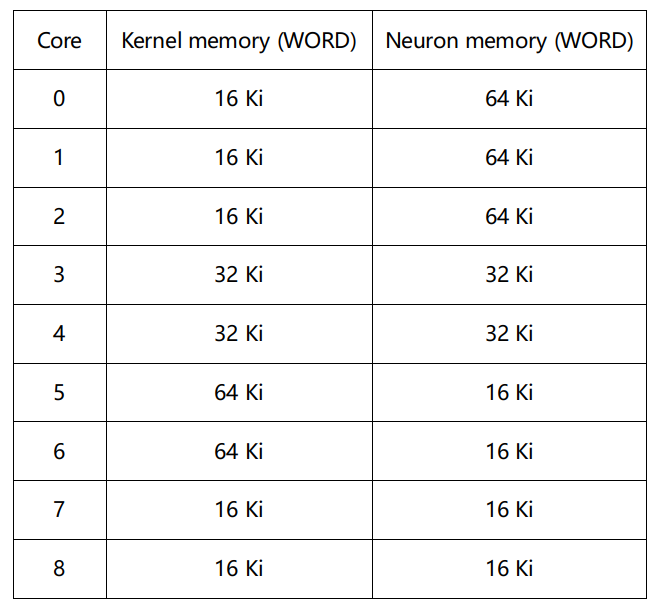 Core Kernel memory (WORD) Neuron memory (WORD)
0 16 Ki 64 Ki
1 16 Ki 64 Ki
2 16 Ki 64 Ki
3 32 Ki 32 Ki
4 32 Ki 32 Ki
5 64 Ki 16 Ki
6 64 Ki 16 Ki
7 16 Ki 16 Ki
8 16 Ki 16 Ki